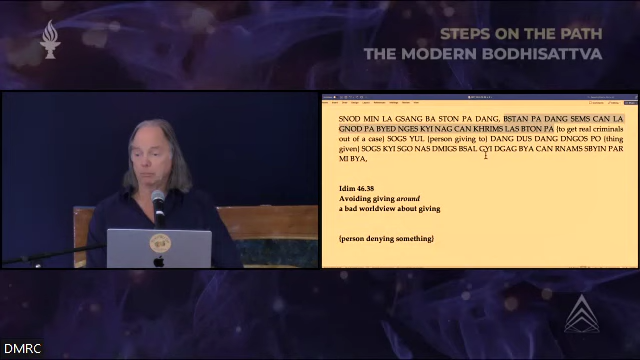 STEPS ON THE PATH
THE MODERN BODHISATTVA
SNOD MIN LA GSANG BA STON PA DANG, BSTAN PA DANG SEMS CAN LA
GNOD PA BYED NGES KYI NAG CAN KHRIMS LAS BTON PA {to get real criminals
out of a case} SOGS YUL {person giving to} DANG DUS DANG DNGOS PO {thing
given} SOGS KYI SGO NAS DMIGS BSAL GYI DGAG BYA CAN RNAMS SBYIN PAR
MI BYA,
Idim 46.38
Avoiding giving around
a bad worldview about giving
{person denying something}
DMRC